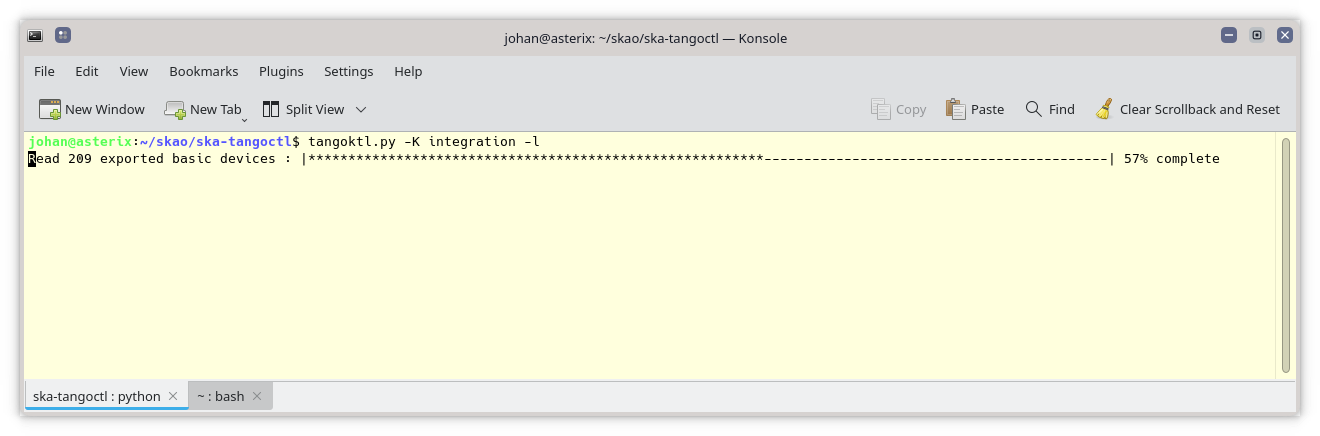 johan@asterix: ~/skao/ska-tangoctl — Konsole
File Edit View Bookmarks Plugins Settings Help
New Window New Tab Split View Copy Paste Find Clear Scrollback and Reset
johan@asterix:~/skao/ska-tangoctl$ tangoktl.py -K integration -l
Read 209 exported basic devices : |*********************************************************-------------------------------------------| 57% complete
ska-tangoctl : python ~ : bash